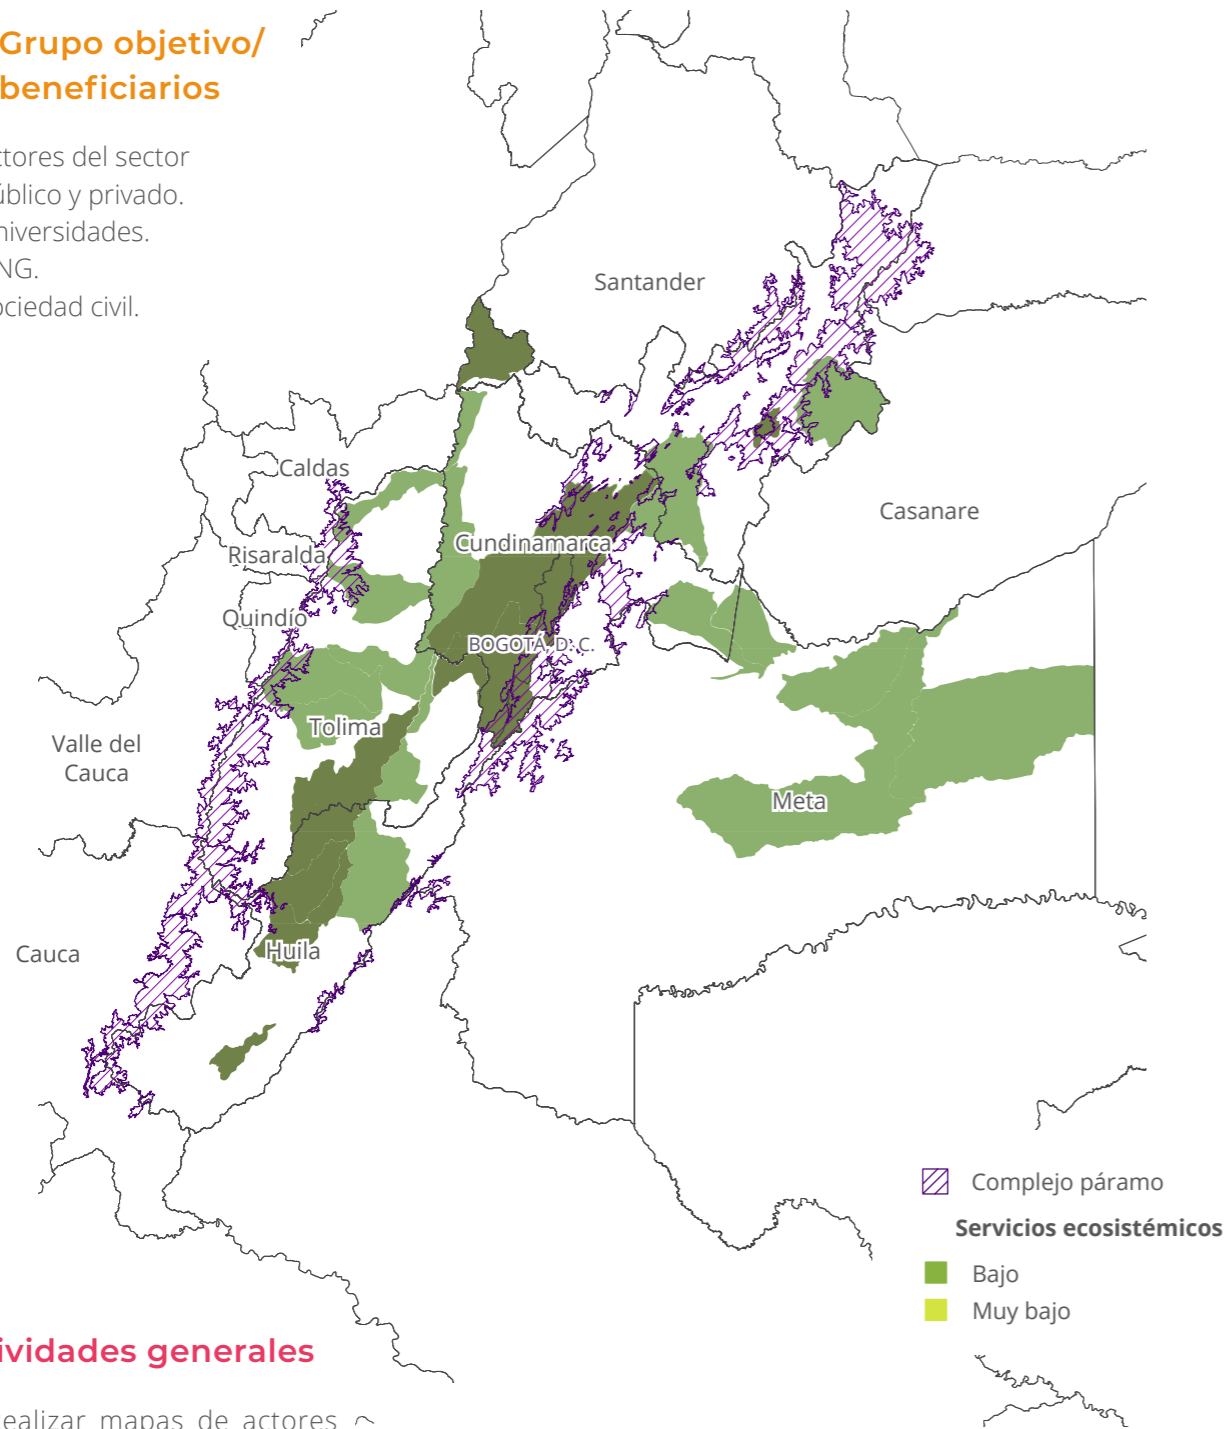 Grupo objetivo/
beneficiarios
ctores del sector
úblico y privado.
niversidades.
NG.
ociedad civil.
Santander
Caldas
Casanare
Cundinamarca
Risaralda
Quindío
BOGOTÁ, D. C.
Tolima
Valle del
Cauca
Meta
Huila
Cauca
Complejo páramo
Servicios ecosistémicos
Bajo
Muy bajo
ividades generales
ealizar mapas de actores